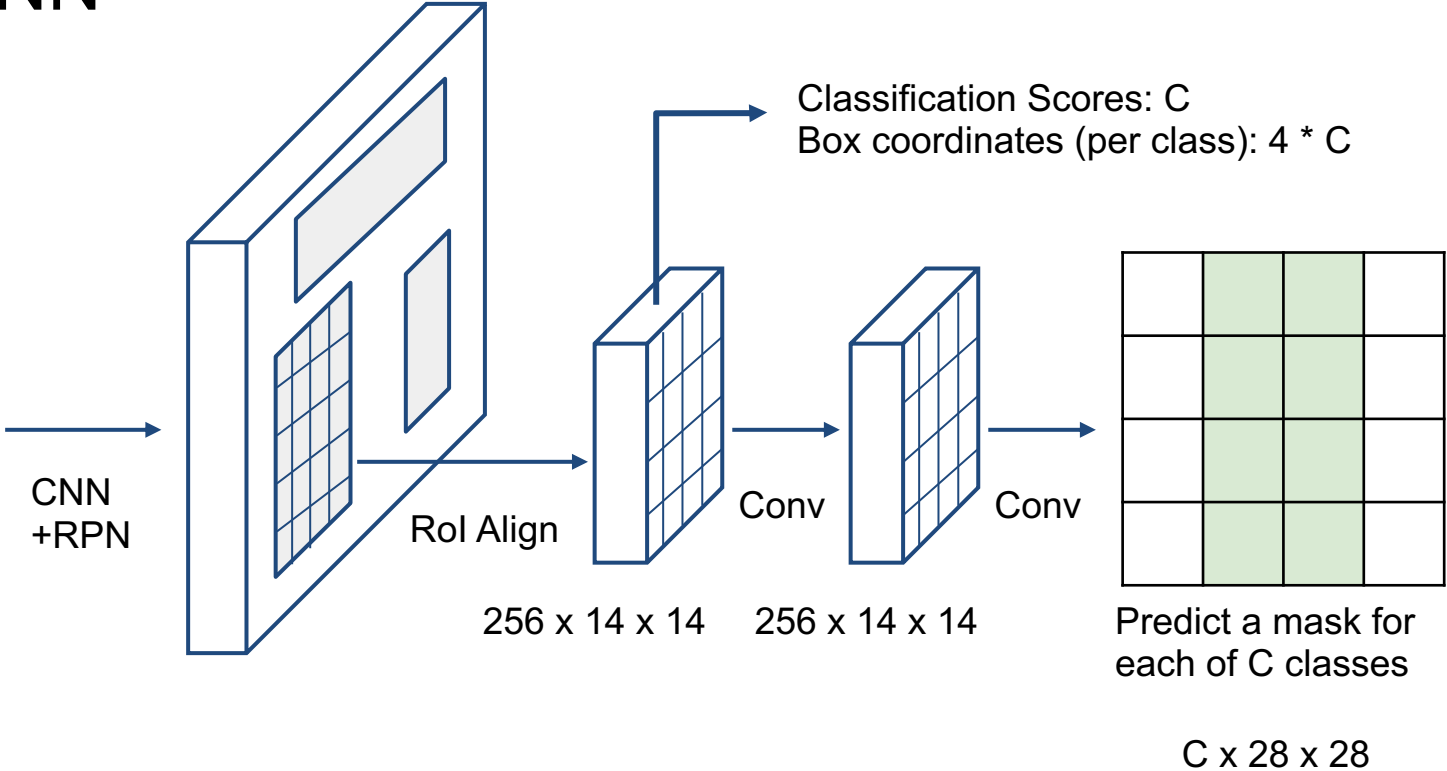 Classification Scores: C
Box coordinates (per class): 4 * C
CNN
+RPN
RoI Align
Conv
Conv
256 x 14 x 14
256 x 14 x 14
Predict a mask for
each of C classes
C x 28 x 28